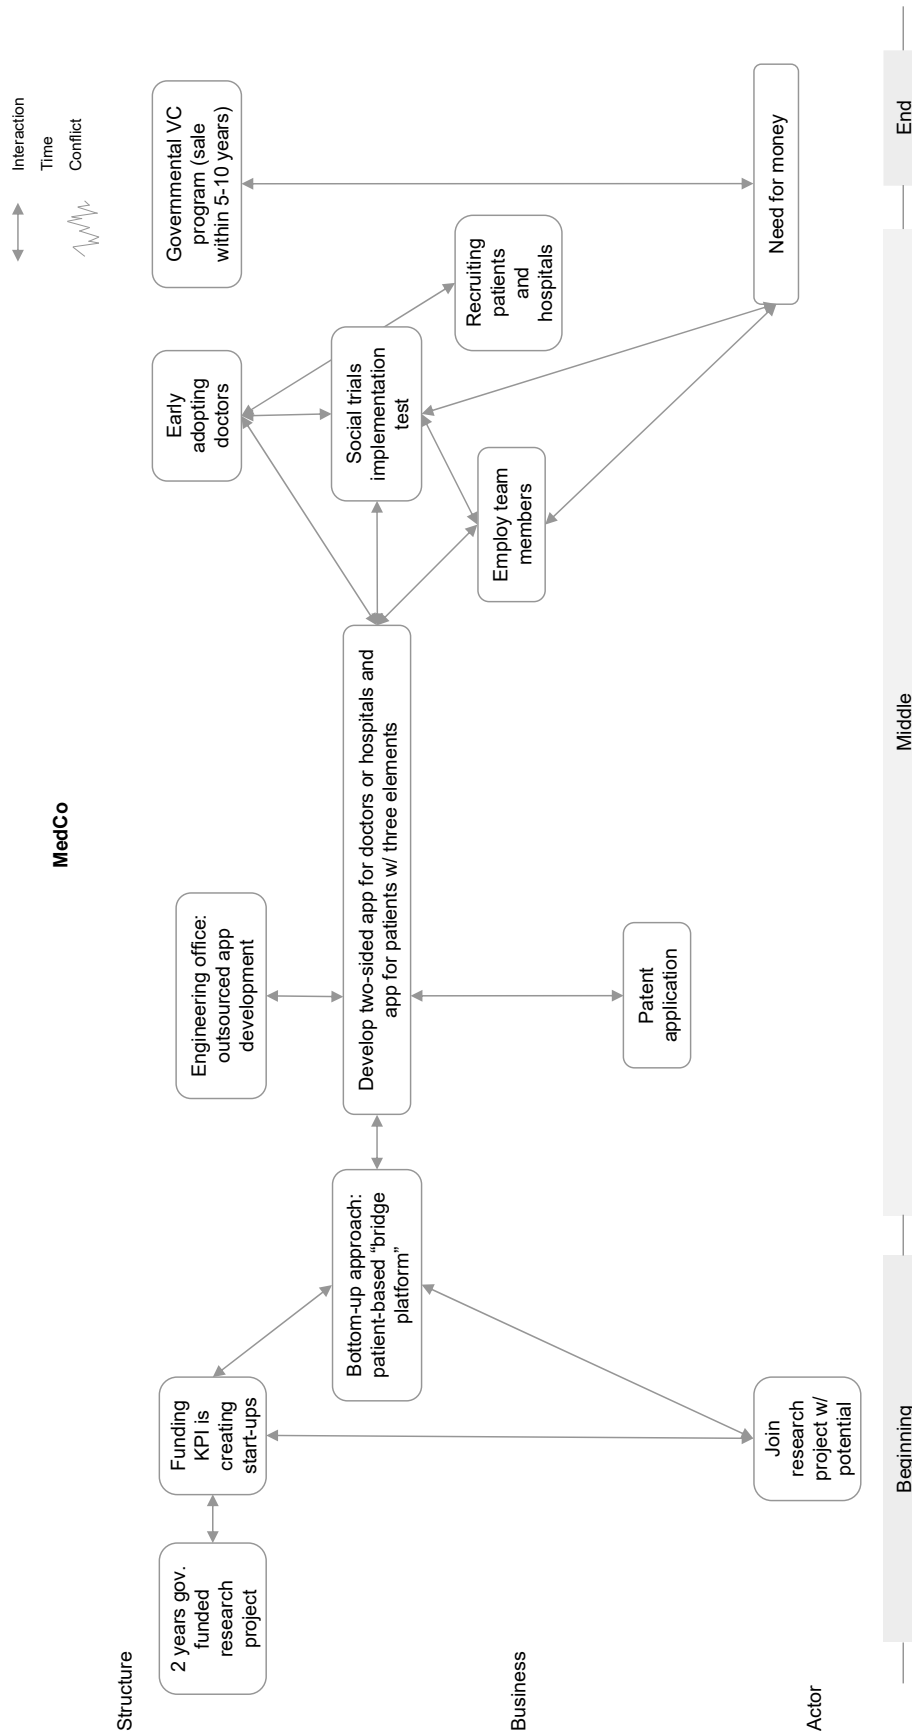 MedCo
Interaction
Time
Conflict
Structure
2 years gov.
funded
research
project
Funding
KPI is
creating
start-ups
Engineering office:
outsourced app
development
Early
adopting
doctors
Governmental VC
program (sale
within 5-10 years)
Business
Bottom-up approach:
patient-based “bridge
platform”
Develop two-sided app for doctors or hospitals and
app for patients w/ three elements
Social trials
implementation
test
Recruiting
patients
and
hospitals
Employ team
members
Patent
application
Actor
Join
research
project w/
potential
Need for money
Beginning
Middle
End